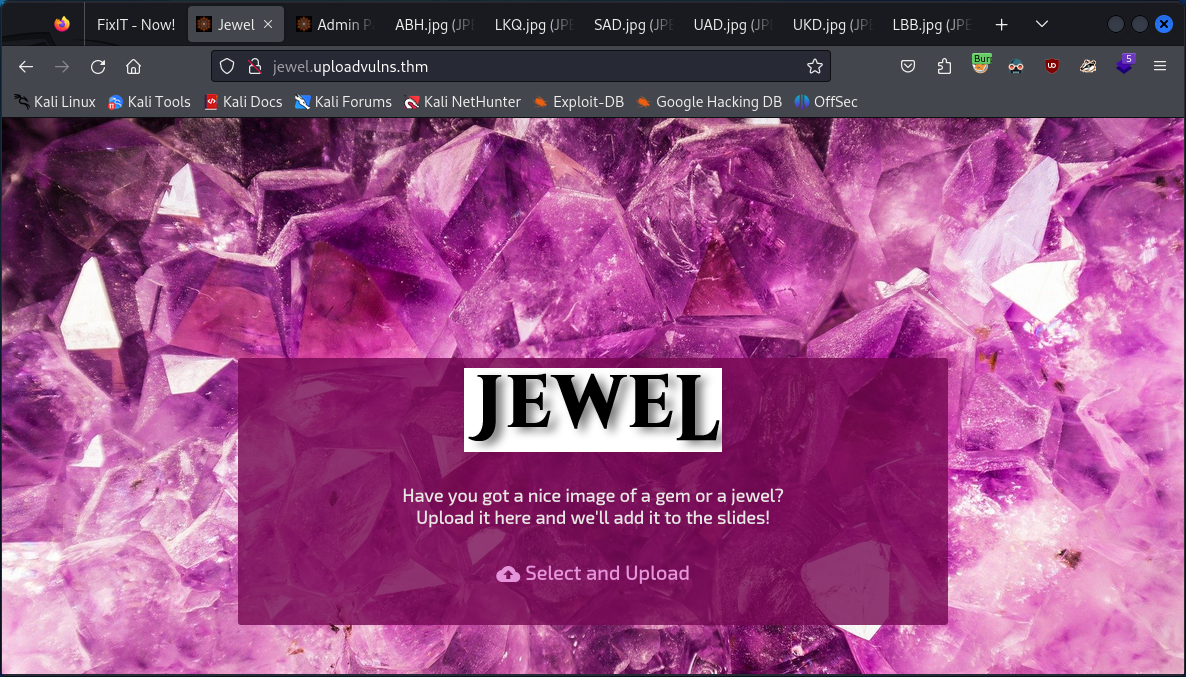 FixIT - Now!
Jewel
Admin P
ABH.jpg (JPE
LKQ.jpg (JPE
SAD.jpg (JPE
UAD.jpg (JPE
UKD.jpg (JPE
LBB.jpg (JPE
jewel.uploadvulns.thm
Burp
5
Kali Linux
Kali Tools
Kali Docs
Kali Forums
Kali NetHunter
Exploit-DB
Google Hacking DB
OffSec
JEWEL
Have you got a nice image of a gem or a jewel?
Upload it here and we'll add it to the slides!
Select and Upload